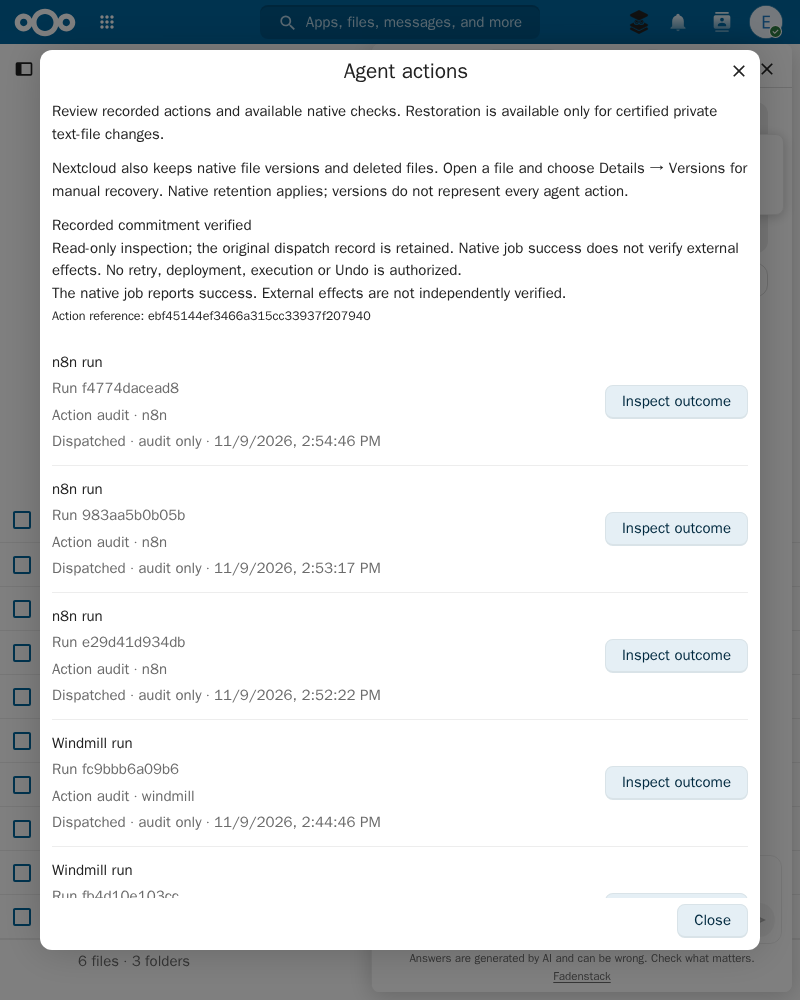 Apps, files, messages, and more
E
Agent actions
Review recorded actions and available native checks. Restoration is available only for certified private
text-file changes.
Nextcloud also keeps native file versions and deleted files. Open a file and choose Details → Versions for
manual recovery. Native retention applies; versions do not represent every agent action.
Recorded commitment verified
Read-only inspection; the original dispatch record is retained. Native job success does not verify external
effects. No retry, deployment, execution or Undo is authorized.
The native job reports success. External effects are not independently verified.
Action reference: ebf45144ef3466a315cc33937f207940
n8n run
Run f4774dacead8
Inspect outcome
Action audit · n8n
Dispatched · audit only · 11/9/2026, 2:54:46 PM
n8n run
Run 983aa5b0b05b
Inspect outcome
Action audit · n8n
Dispatched · audit only · 11/9/2026, 2:53:17 PM
n8n run
Run e29d41d934db
Inspect outcome
Action audit · n8n
Dispatched · audit only · 11/9/2026, 2:52:22 PM
Windmill run
Run fc9bbb6a09b6
Inspect outcome
Action audit · windmill
Dispatched · audit only · 11/9/2026, 2:44:46 PM
Windmill run
Run fb4d10e103cc
Close
6 files · 3 folders
Answers are generated by AI and can be wrong. Check what matters.
Fadenstack